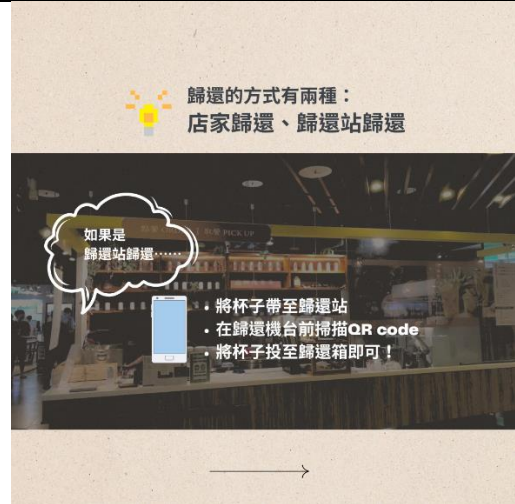 歸還的方式有兩種：
店家歸還、歸還站歸還
PICK UP
如果是
歸還站歸還⋯⋯
・將杯子帶至歸還站
・在歸還機台前掃描QR code
・將杯子投至歸還箱即可！